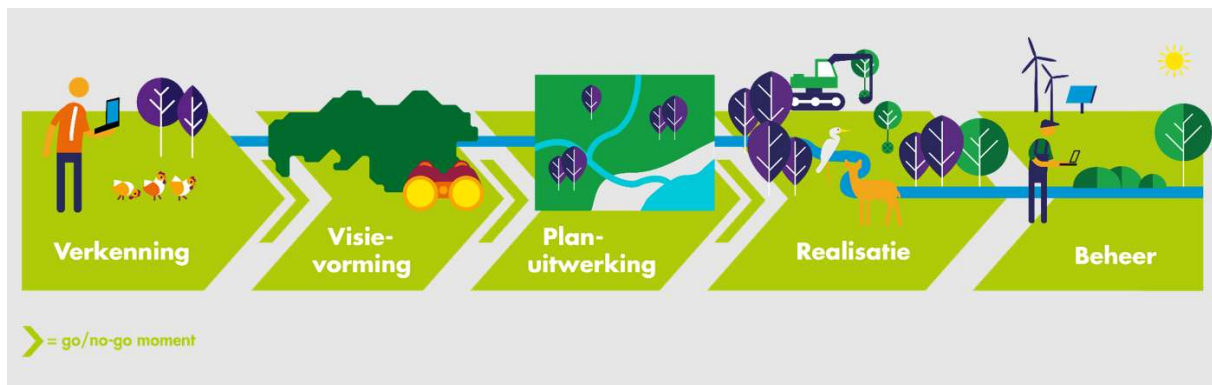 Verkenning
Visie-
vorming
Plan-
uitwerking
Realisatie
Beheer
= go/no-go moment